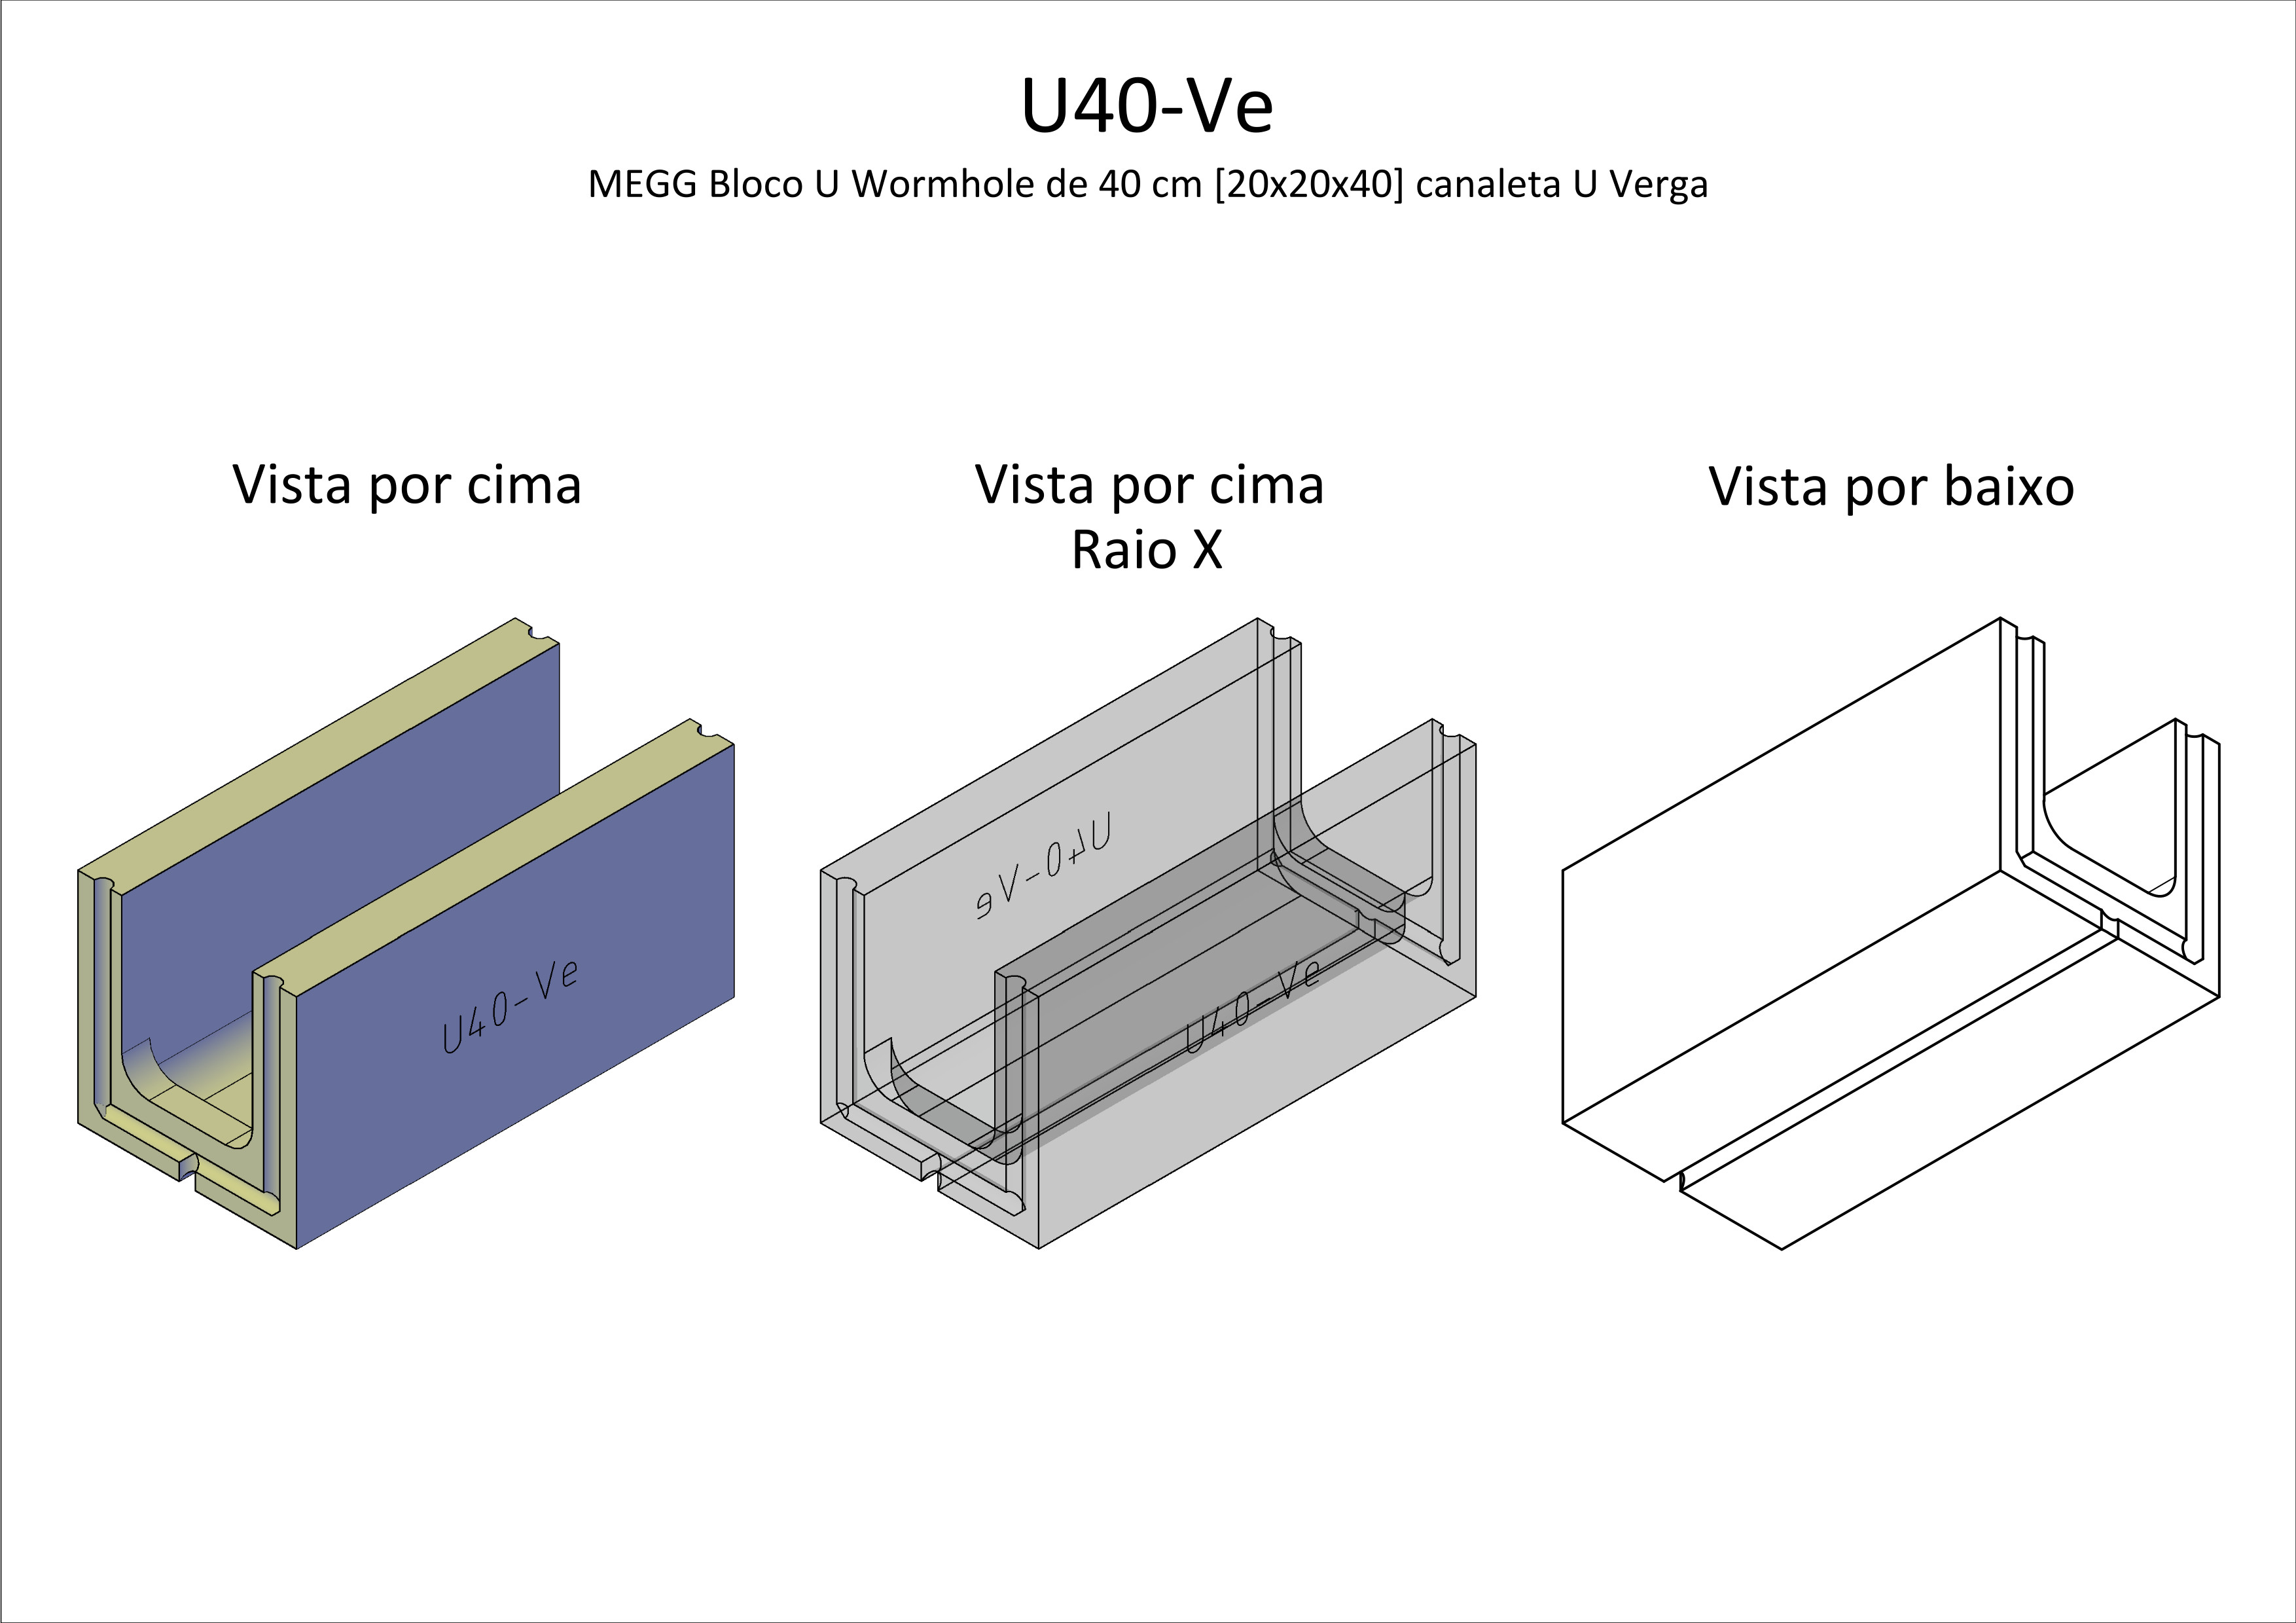 U40-Ve
MEGG Bloco U Wormhole de 40 cm [20x20x40] canaleta U Verga
Vista por cima
Vista por cima
Raio X
Vista por baixo
U40-Ve
U40-Ve
U40-Ve